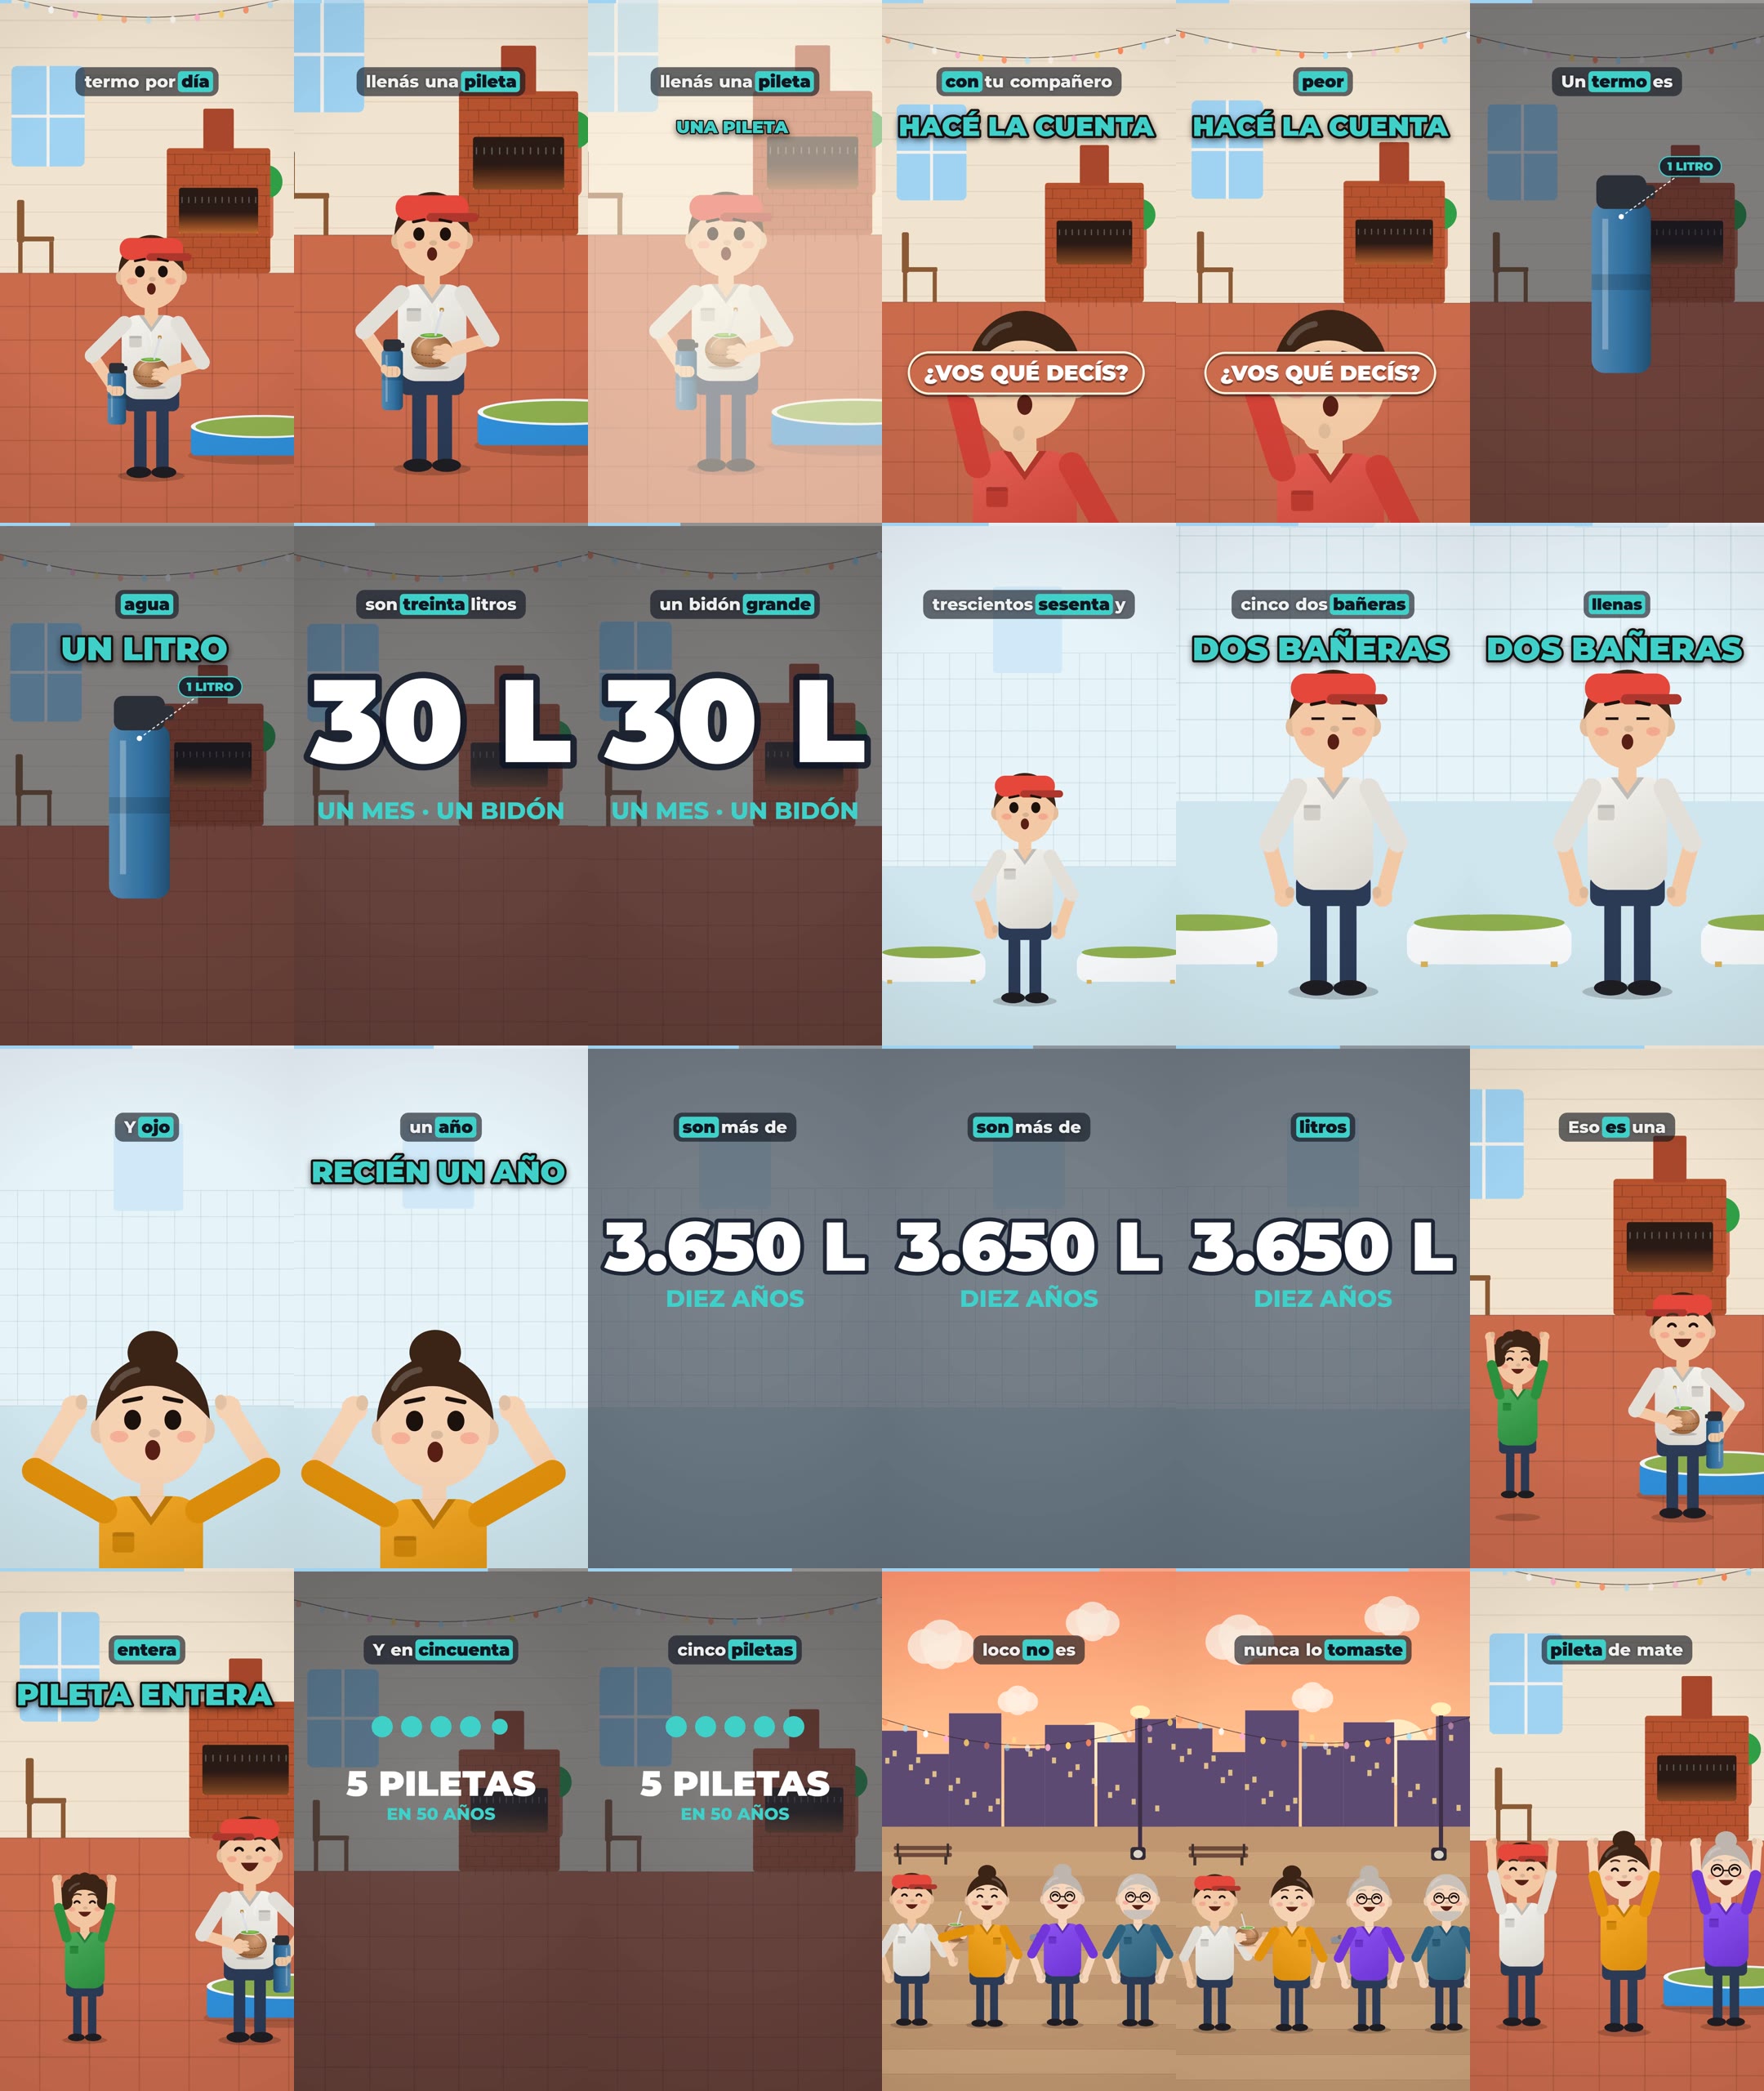 termo por día
llenás una pileta
llenás una pileta
UNA PILETA
con tu compañero
HACÉ LA CUENTA
¿VOS QUÉ DECÍS?
peor
HACÉ LA CUENTA
¿VOS QUÉ DECÍS?
Un termo es
1 LITRO
agua
UN LITRO
1 LITRO
son treinta litros
30 L
UN MES · UN BIDÓN
un bidón grande
30 L
UN MES · UN BIDÓN
trescientos sesenta y
cinco dos bañeras
DOS BAÑERAS
llenas
DOS BAÑERAS
Y ojo
un año
RECIÉN UN AÑO
son más de
3.650 L
DIEZ AÑOS
son más de
3.650 L
DIEZ AÑOS
litros
3.650 L
DIEZ AÑOS
Eso es una
entera
PILETA ENTERA
Y en cincuenta
5 PILETAS
EN 50 AÑOS
cinco piletas
5 PILETAS
EN 50 AÑOS
loco no es
nunca lo tomaste
pileta de mate